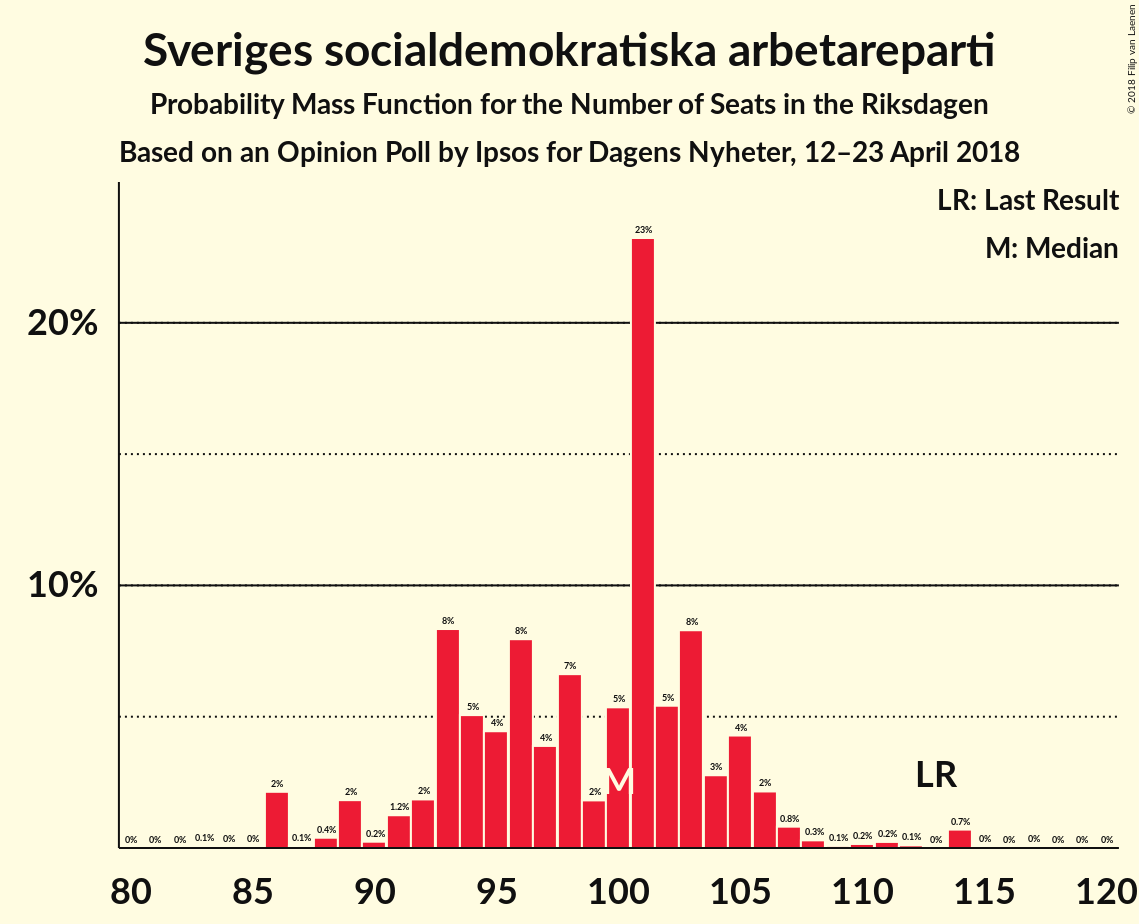 Sveriges socialdemokratiska arbetareparti
Probability Mass Function for the Number of Seats in the Riksdagen
Based on an Opinion Poll by Ipsos for Dagens Nyheter, 12–23 April 2018
© 2018 Filip van Laenen
LR: Last Result
M: Median
20%
10%
0% 0% 0% 0.1% 0% 0% 2% 0.1% 0.4% 2% 0.2% 1.2% 2% 8% 5% 4% 8% 4% 7% 2% 5% 23% 5% 8% 3% 4% 2% 0.8% 0.3% 0.1% 0.2% 0.2% 0.1% 0% 0.7% 0% 0% 0% 0% 0% 0%
M
LR
80 85 90 95 100 105 110 115 120